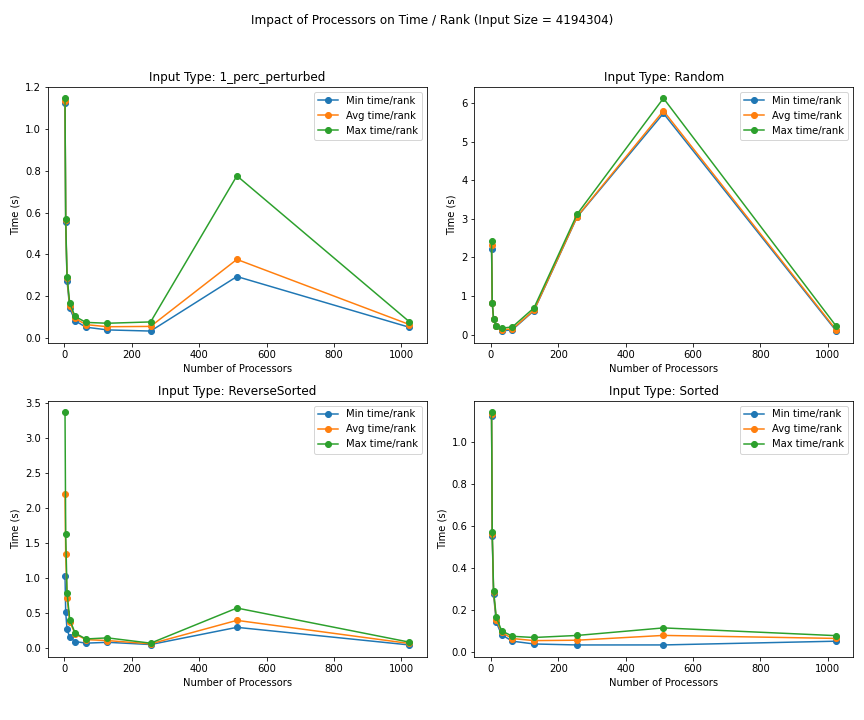 Impact of Processors on Time / Rank (Input Size = 4194304)
Input Type: 1_perc_perturbed
Min time/rank
Avg time/rank
Max time/rank
1.2
1.0
0.8
0.6
0.4
0.2
0.0
Time (s)
0 200 400 600 800 1000
Number of Processors
Input Type: Random
Min time/rank
Avg time/rank
Max time/rank
6
5
4
3
2
1
0
Time (s)
0 200 400 600 800 1000
Number of Processors
Input Type: ReverseSorted
Min time/rank
Avg time/rank
Max time/rank
3.5
3.0
2.5
2.0
1.5
1.0
0.5
0.0
Time (s)
0 200 400 600 800 1000
Number of Processors
Input Type: Sorted
Min time/rank
Avg time/rank
Max time/rank
1.0
0.8
0.6
0.4
0.2
0.0
Time (s)
0 200 400 600 800 1000
Number of Processors